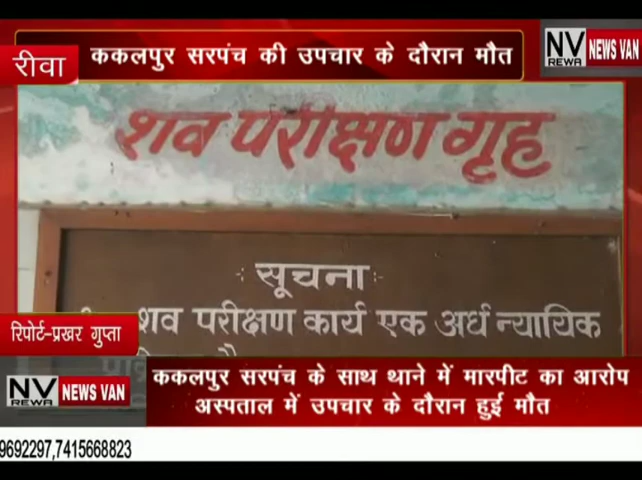 ककलपुर सरपंच की उपचार के दौरान मौत
रीवा
NV
REWA
NEWS VAN
शव परीक्षण गृह
: सूचना :
शव परीक्षण कार्य एक अर्ध न्यायिक
रिपोर्ट-प्रखर गुप्ता
NV
REWA
NEWS VAN
ककलपुर सरपंच के साथ थाने में मारपीट का आरोप
अस्पताल में उपचार के दौरान हुई मौत
9692297,7415668823